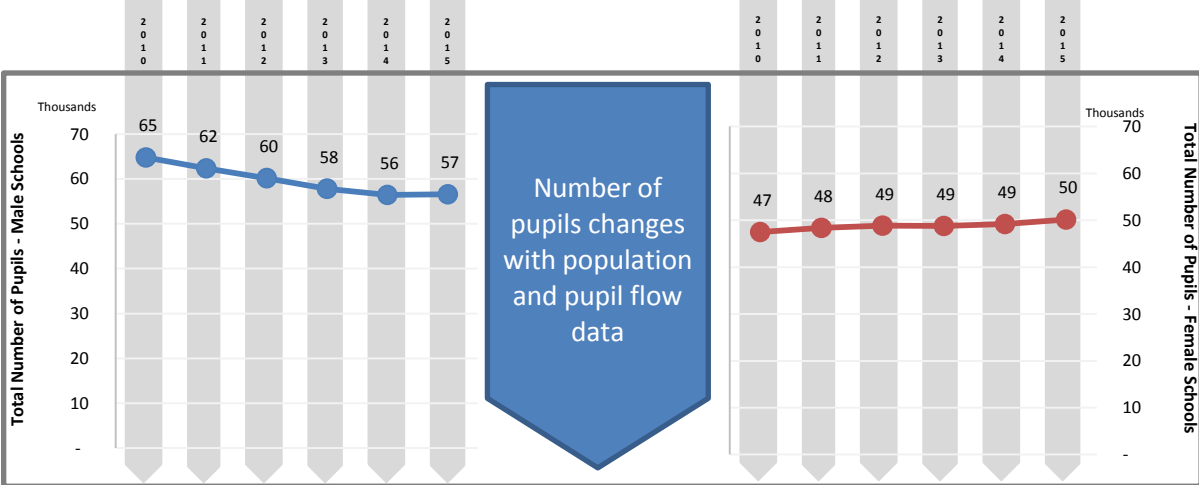 2010 2011 2012 2013 2014 2015
2010 2011 2012 2013 2014 2015
Total Number of Pupils - Male Schools
Thousands
70
60
50
40
30
20
10
-
65 62 60 58 56 57
Number of
pupils changes
with population
and pupil flow
data
47 48 49 49 49 50
Thousands
70
60
50
40
30
20
10
-
Total Number of Pupils - Female Schools